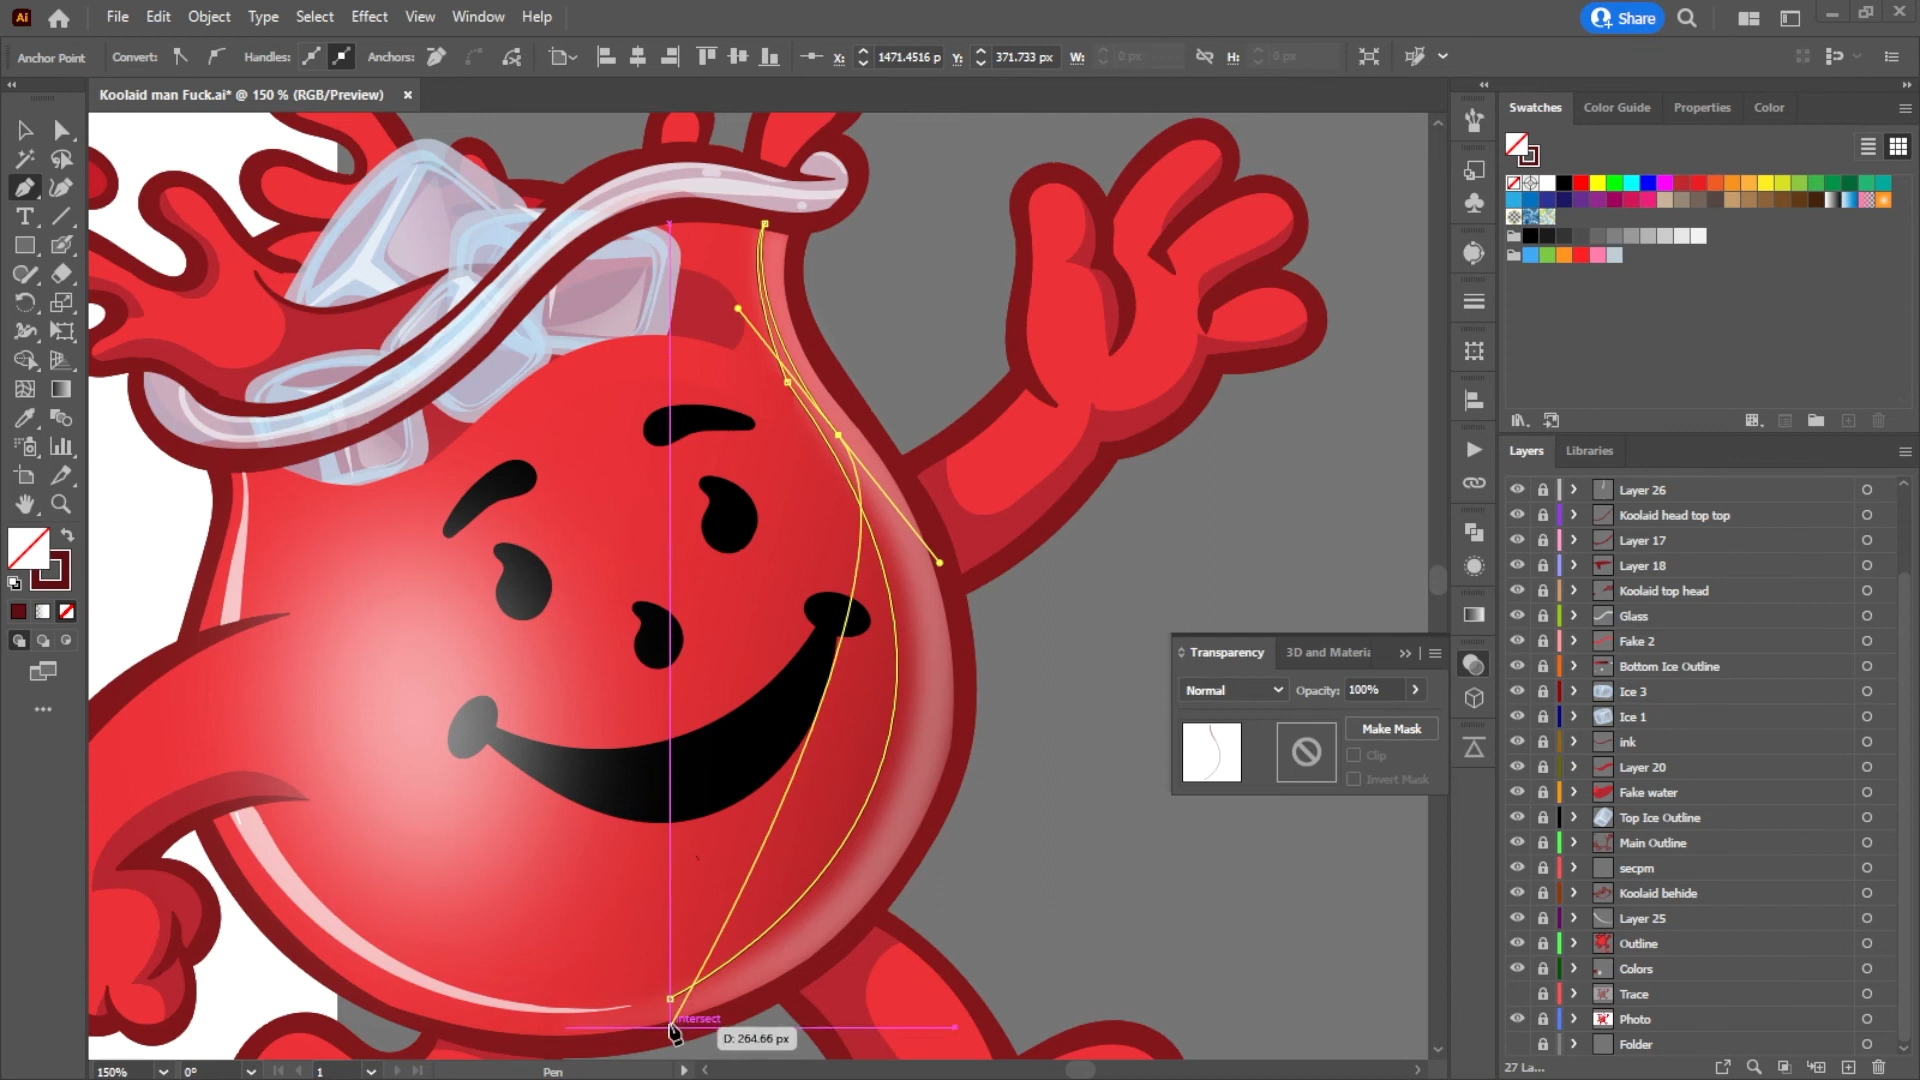 Ai File Edit Object Type Select Effect View Window Help Share
Anchor Point Convert: Handles: Anchors: X: 1471.4516 p Y: 371.733 px W: 0 px H: 0 px
Koolaid man Fuck.ai* @ 150 % (RGB/Preview) ×
Swatches Color Guide Properties Color
Layers Libraries
Layer 26
Koolaid head top top
Layer 17
Layer 18
Koolaid top head
Glass
Fake 2
Bottom Ice Outline
Ice 3
Ice 1
ink
Layer 20
Fake water
Top Ice Outline
Main Outline
secpm
Koolaid behide
Layer 25
Outline
Colors
Trace
Photo
Folder
27 La...
Transparency 3D and Materia
Normal Opacity: 100%
Make Mask
Clip
Invert Mask
intersect
D: 264.66 px
150% 0° 1 Pen